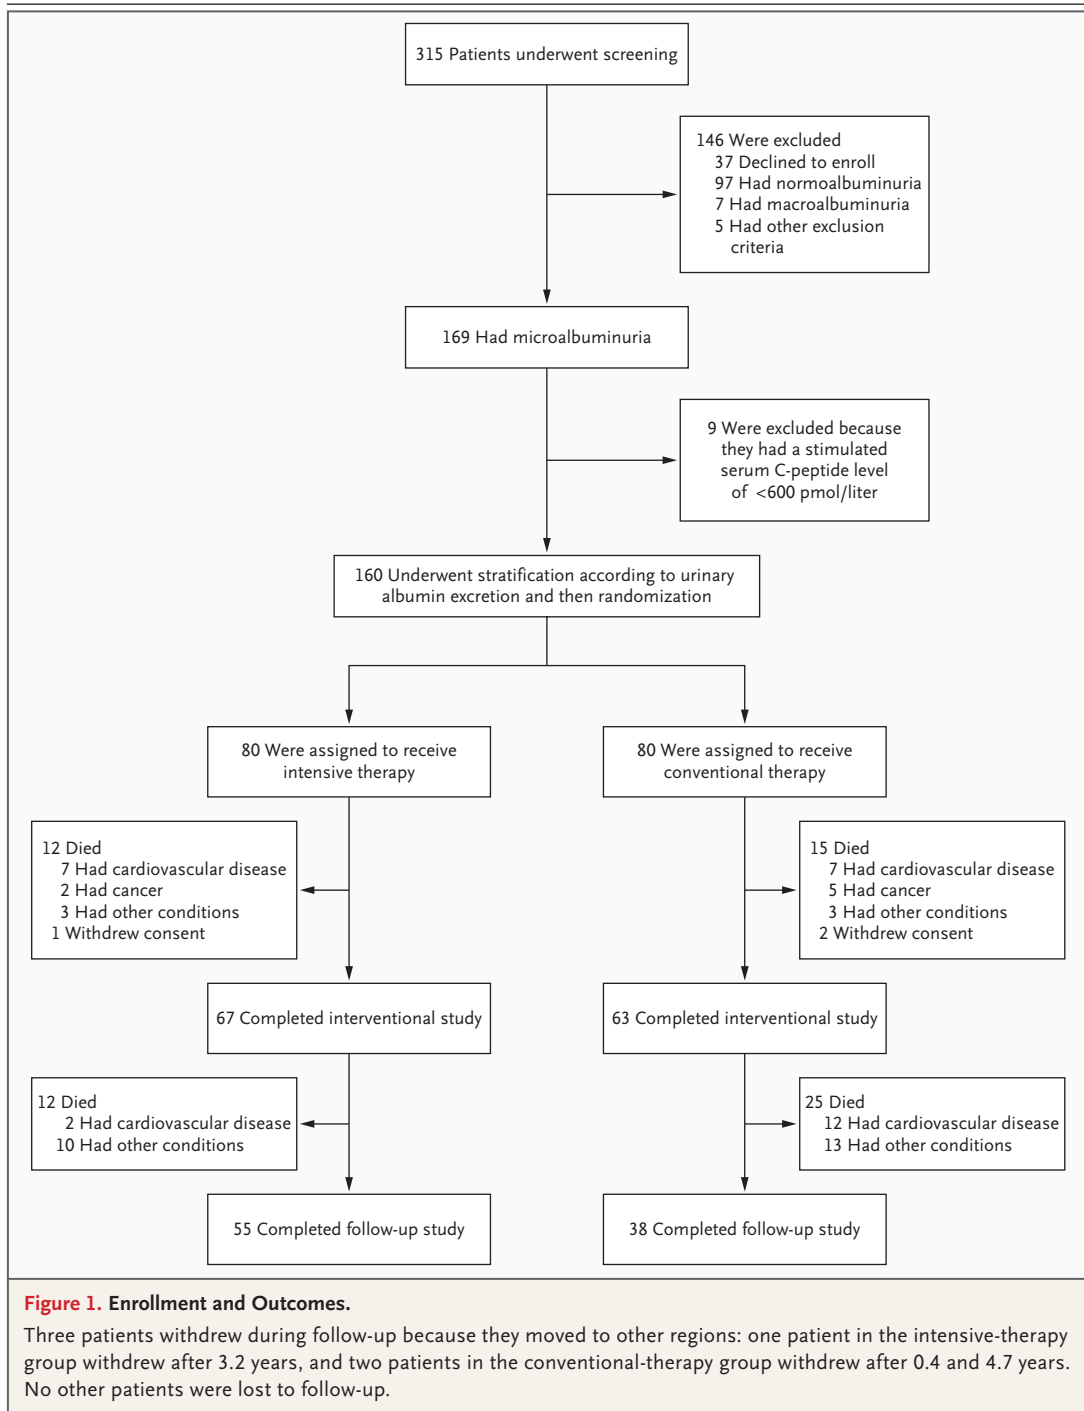 315 Patients underwent screening
146 Were excluded
37 Declined to enroll
97 Had normoalbuminuria
7 Had macroalbuminuria
5 Had other exclusion
criteria
169 Had microalbuminuria
9 Were excluded because
they had a stimulated
serum C-peptide level
of <600 pmol/liter
160 Underwent stratification according to urinary
albumin excretion and then randomization
80 Were assigned to receive
intensive therapy
80 Were assigned to receive
conventional therapy
12 Died
7 Had cardiovascular disease
2 Had cancer
3 Had other conditions
1 Withdrew consent
15 Died
7 Had cardiovascular disease
5 Had cancer
3 Had other conditions
2 Withdrew consent
67 Completed interventional study
63 Completed interventional study
12 Died
2 Had cardiovascular disease
10 Had other conditions
25 Died
12 Had cardiovascular disease
13 Had other conditions
55 Completed follow-up study
38 Completed follow-up study
Figure 1. Enrollment and Outcomes.
Three patients withdrew during follow-up because they moved to other regions: one patient in the intensive-therapy
group withdrew after 3.2 years, and two patients in the conventional-therapy group withdrew after 0.4 and 4.7 years.
No other patients were lost to follow-up.